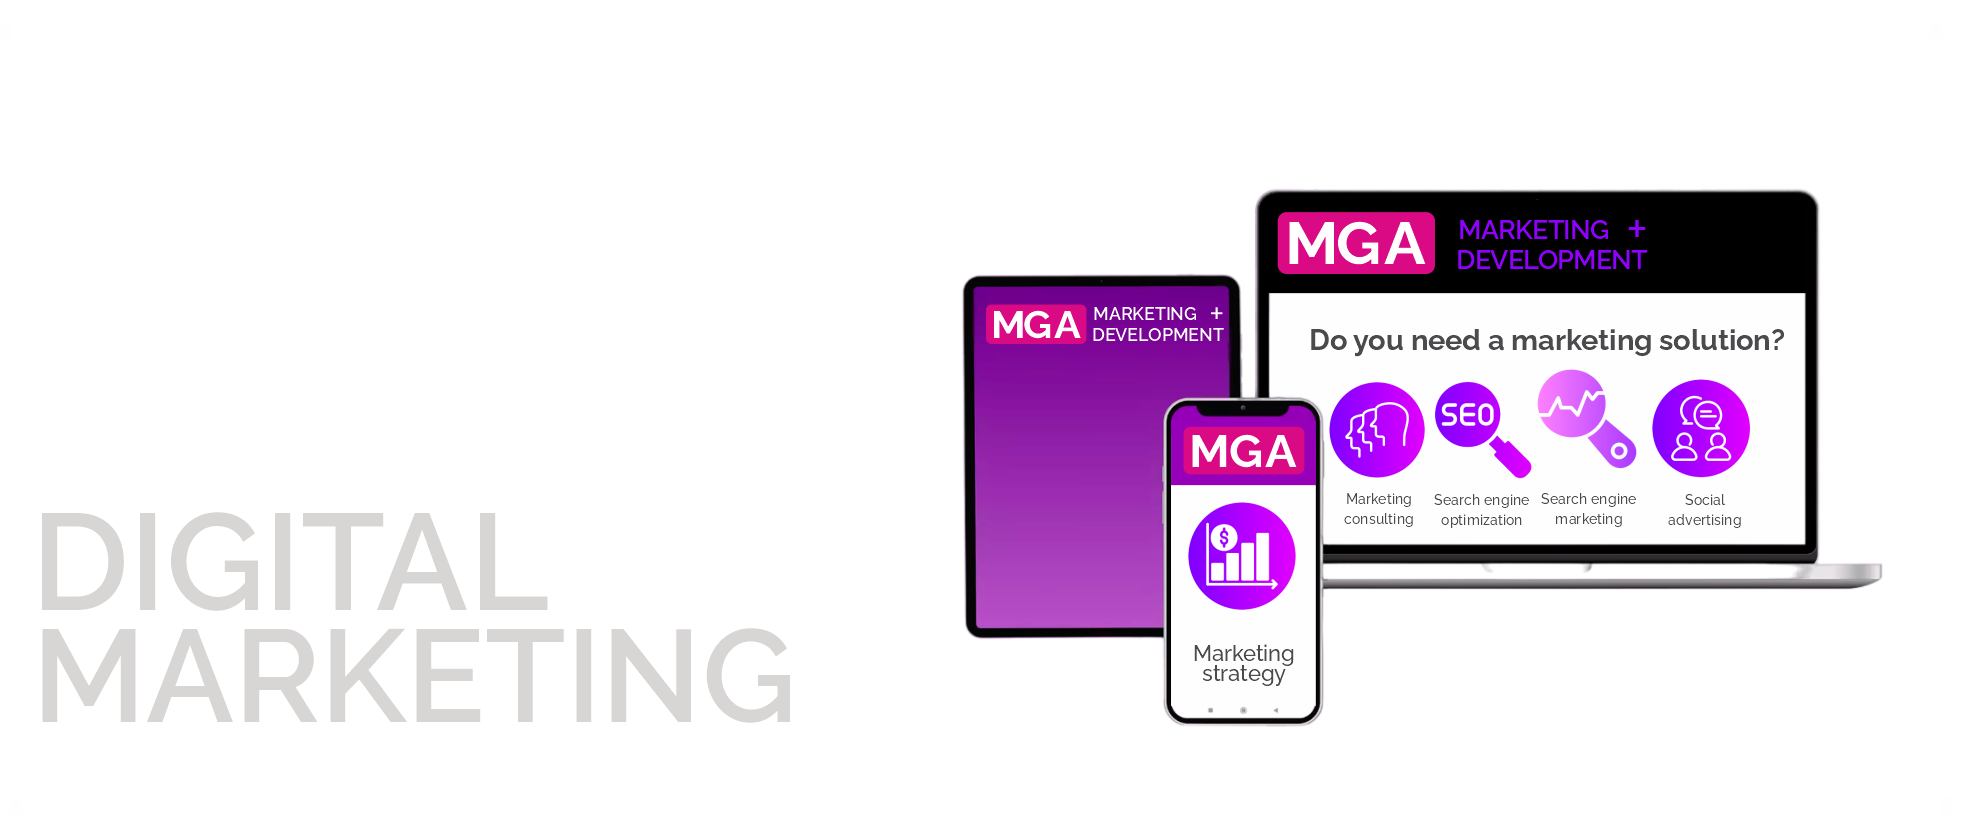 DIGITAL
MARKETING
MGA
MARKETING +
DEVELOPMENT
MGA
Marketing
strategy
MGA
MARKETING +
DEVELOPMENT
Do you need a marketing solution?
SEO
Marketing
consulting
Search engine
optimization
Search engine
marketing
Social
advertising
$